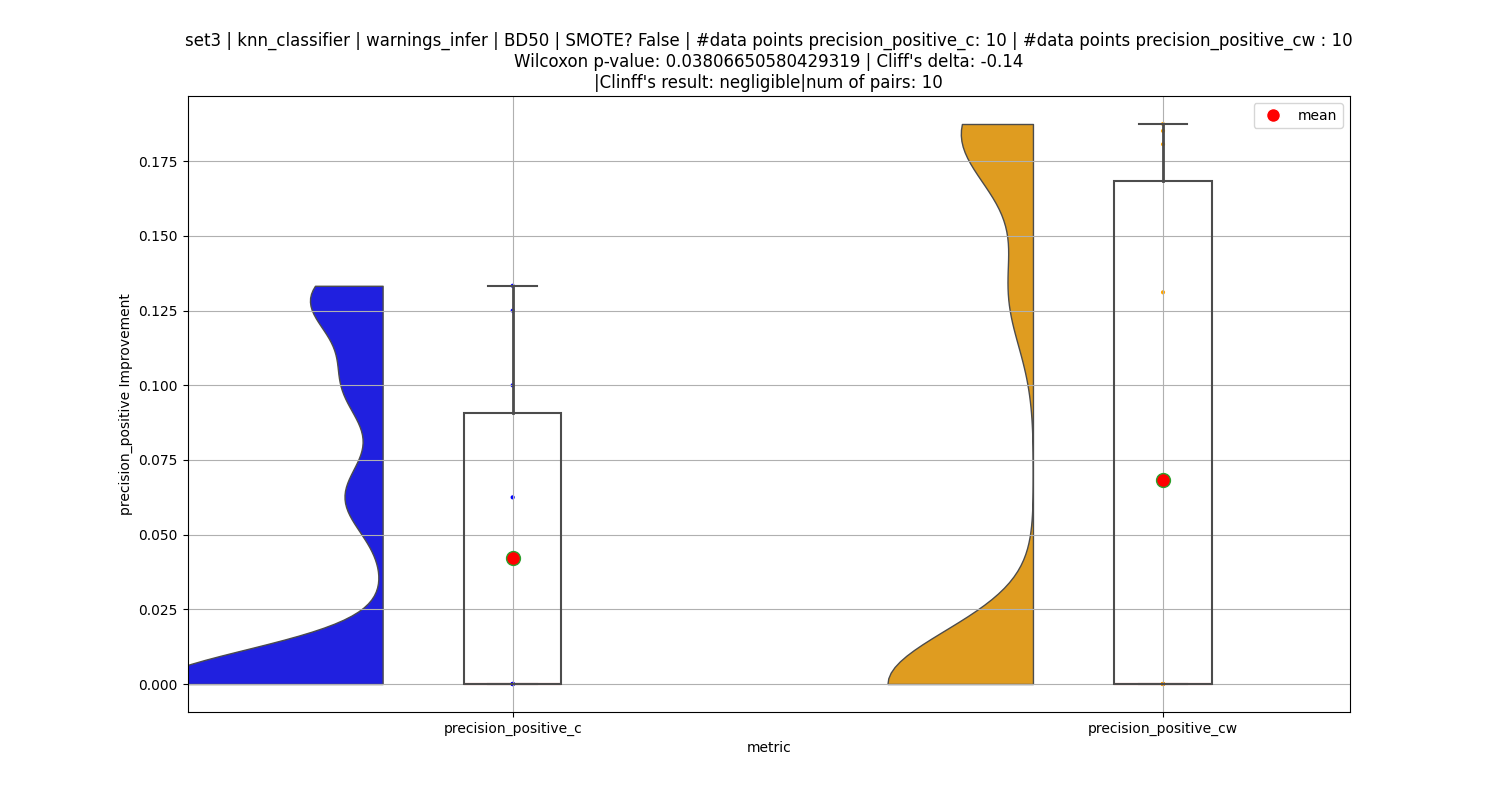 set3 | knn_classifier | warnings_infer | BD50 | SMOTE? False | #data points precision_positive_c: 10 | #data points precision_positive_cw : 10
Wilcoxon p-value: 0.03806650580429319 | Cliff's delta: -0.14
|Clinff's result: negligible|num of pairs: 10
mean
0.175
0.150
0.125
0.100
0.075
0.050
0.025
0.000
precision_positive Improvement
precision_positive_c
precision_positive_cw
metric